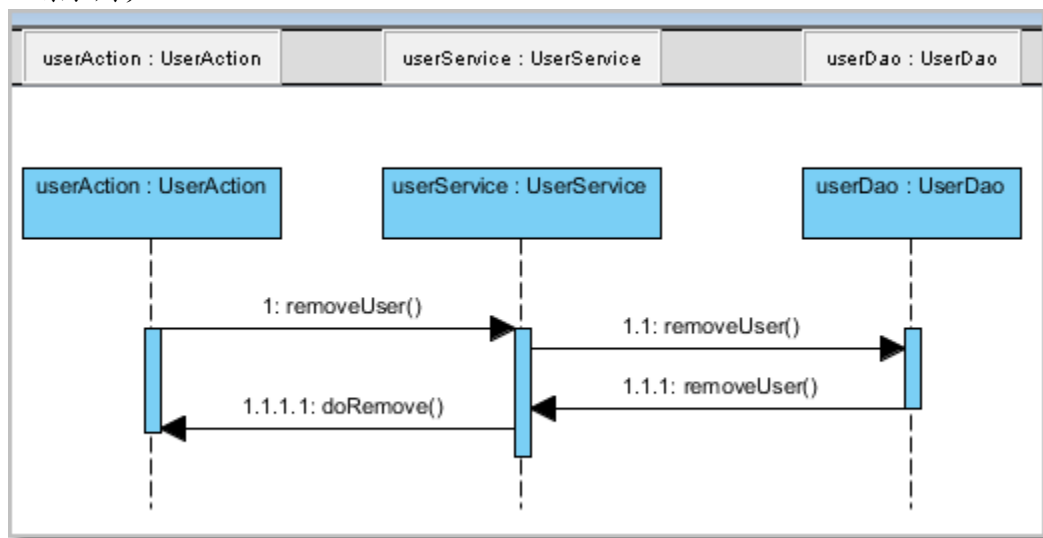 userAction : UserAction
userService : UserService
userDao : UserDao
userAction : UserAction
userService : UserService
userDao : UserDao
1: removeUser()
1.1: removeUser()
1.1.1: removeUser()
1.1.1.1: doRemove()